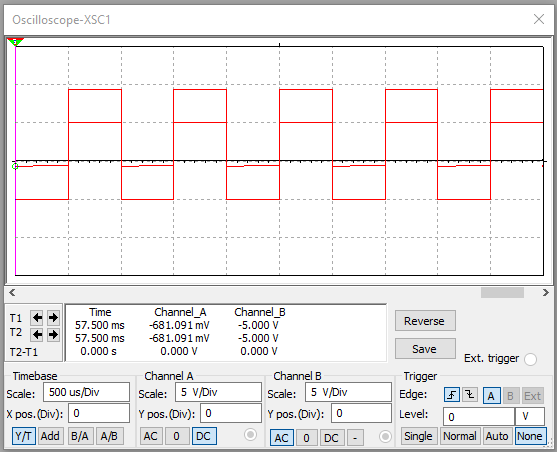 Oscilloscope-XSC1
T1
T2
T2-T1
Time Channel_A Channel_B
57.500 ms -681.091 mV -5.000 V
57.500 ms -681.091 mV -5.000 V
0.000 s 0.000 V 0.000 V
Reverse
Save
Ext. trigger
Timebase
Scale: 500 us/Div
X pos.(Div): 0
Y/T Add B/A A/B
Channel A
Scale: 5 V/Div
Y pos.(Div): 0
AC 0 DC
Channel B
Scale: 5 V/Div
Y pos.(Div): 0
AC 0 DC -
Trigger
Edge: A B Ext
Level: 0 V
Single Normal Auto None